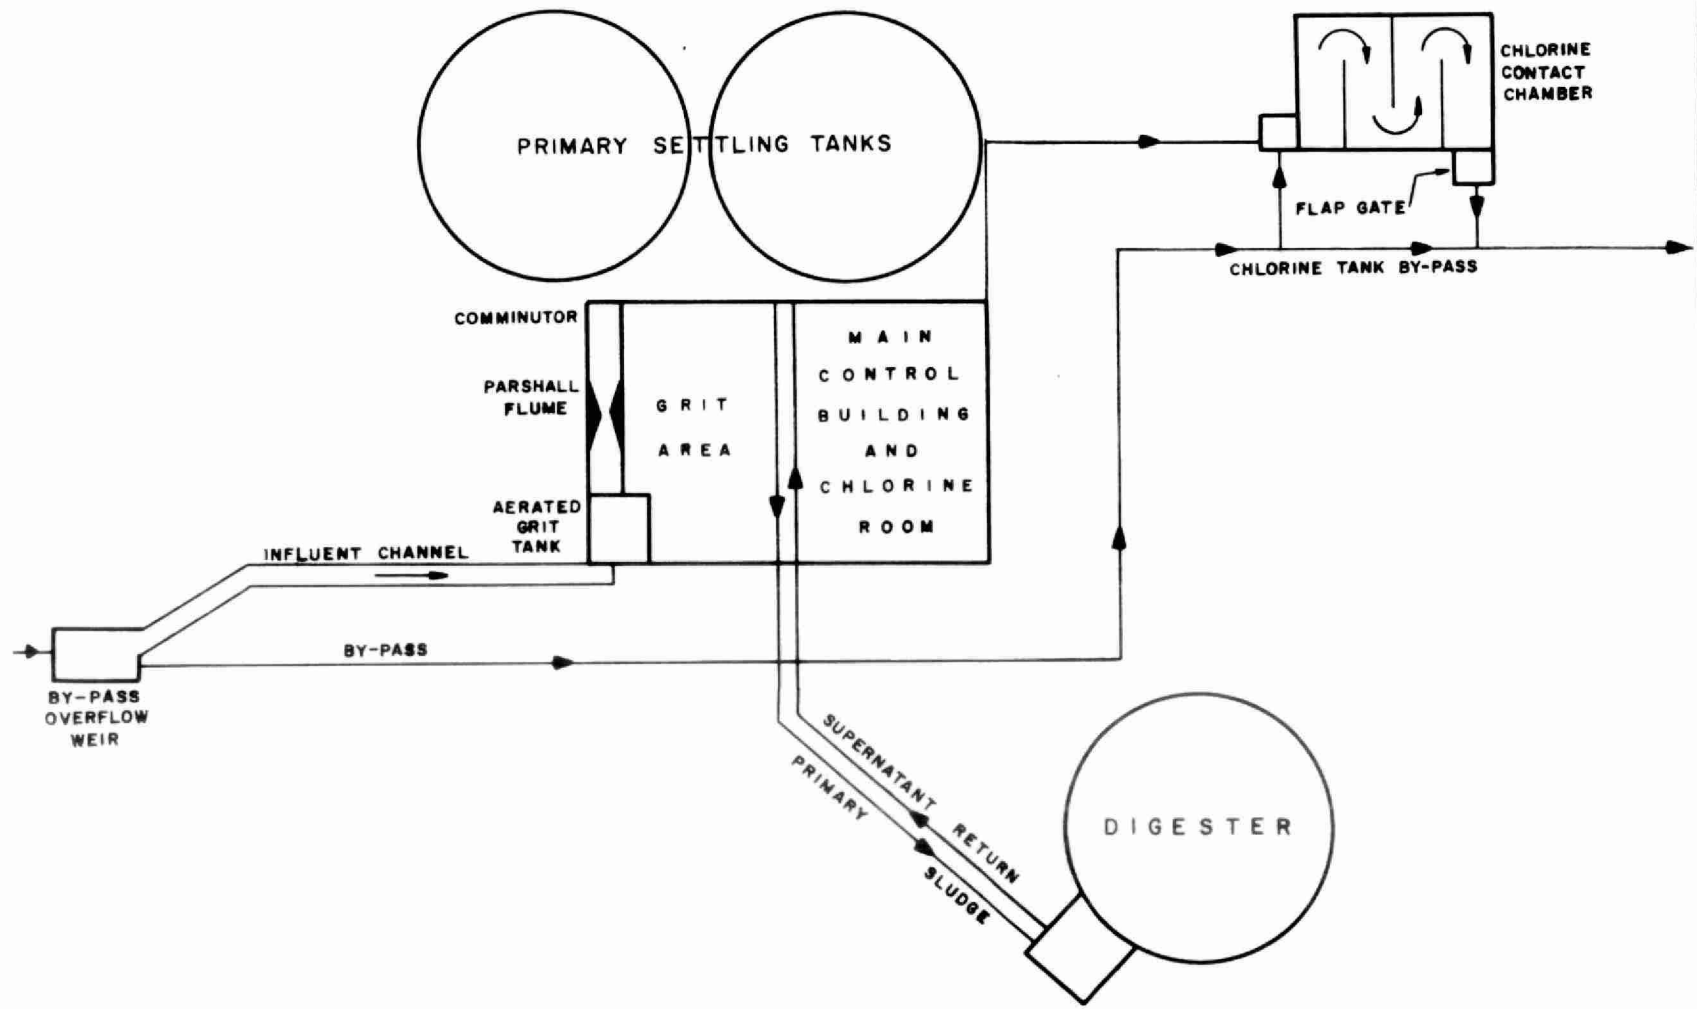 PRIMARY SETTLING TANKS
CHLORINE
CONTACT
CHAMBER
FLAP GATE
CHLORINE TANK BY-PASS
COMMINUTOR
PARSHALL
FLUME
GRIT
AREA
MAIN
CONTROL
BUILDING
AND
CHLORINE
ROOM
AERATED
GRIT
TANK
INFLUENT CHANNEL
BY-PASS
BY-PASS
OVERFLOW
WEIR
SUPERNATANT RETURN
PRIMARY SLUDGE
DIGESTER